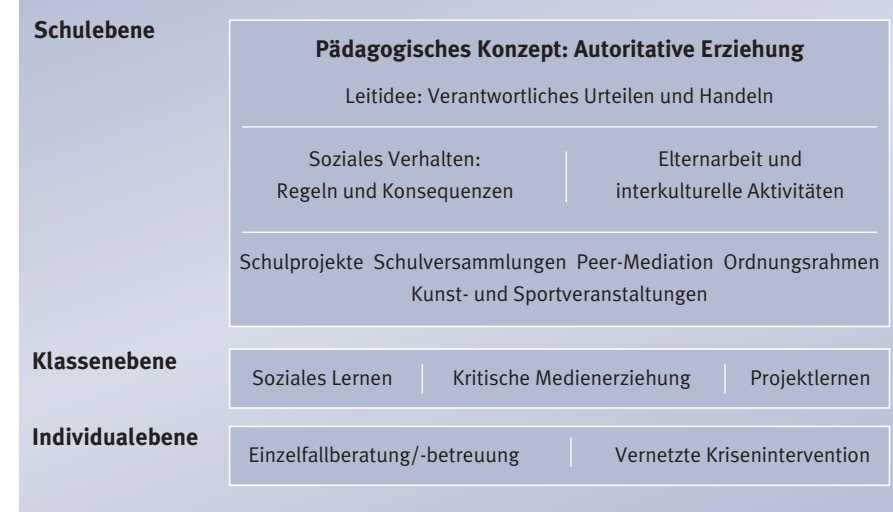 Schulebene
Pädagogisches Konzept: Autoritative Erziehung
Leitidee: Verantwortliches Urteilen und Handeln
Soziales Verhalten:
Regeln und Konsequenzen
Elternarbeit und
interkulturelle Aktivitäten
Schulprojekte Schulversammlungen Peer-Mediation Ordnungsrahmen
Kunst- und Sportveranstaltungen
Klassenebene
Soziales Lernen
Kritische Medienerziehung
Projektlernen
Individualebene
Einzelfallberatung/-betreuung
Vernetzte Krisenintervention